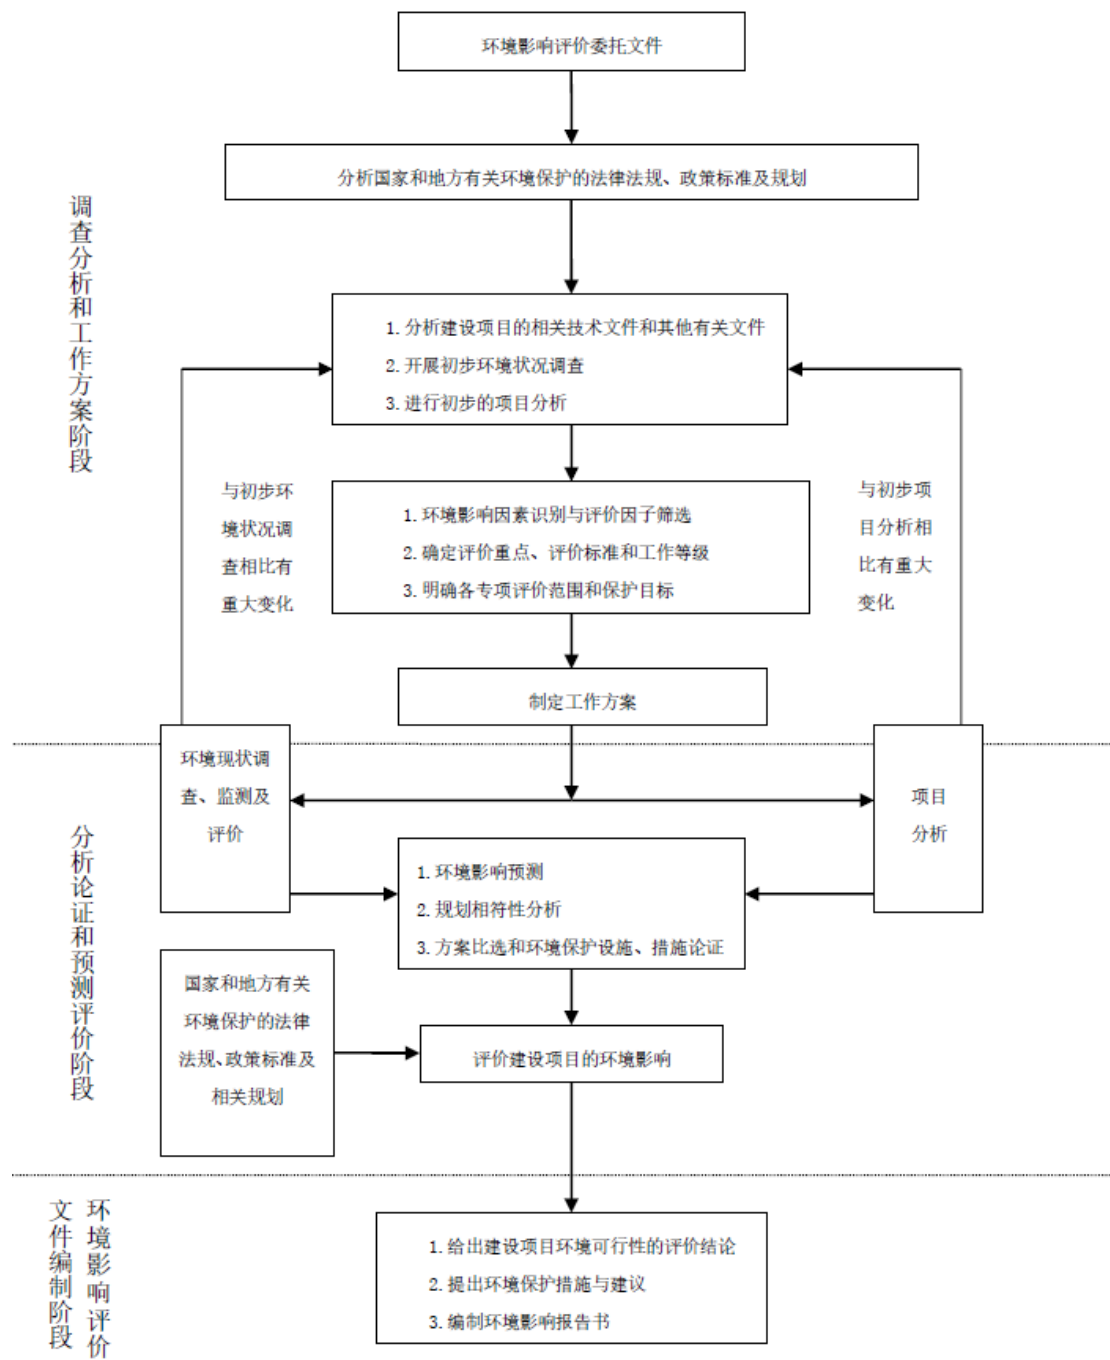 环境影响评价委托文件
分析国家和地方有关环境保护的法律法规、政策标准及规划
调查分析和工作方案阶段
1.分析建设项目的相关技术文件和其他有关文件
2.开展初步环境状况调查
3.进行初步的项目分析
与初步环
境状况调
查相比有
重大变化
1.环境影响因素识别与评价因子筛选
2.确定评价重点、评价标准和工作等级
3.明确各专项评价范围和保护目标
与初步项
目分析相
比有重大
变化
制定工作方案
分析论证和预测评价阶段
环境现状调
查、监测及
评价
项目
分析
1.环境影响预测
2.规划相符性分析
3.方案比选和环境保护设施、措施论证
国家和地方有关
环境保护的法律
法规、政策标准及
相关规划
评价建设项目的环境影响
环境影响评价
文件编制阶段
1.给出建设项目环境可行性的评价结论
2.提出环境保护措施与建议
3.编制环境影响报告书